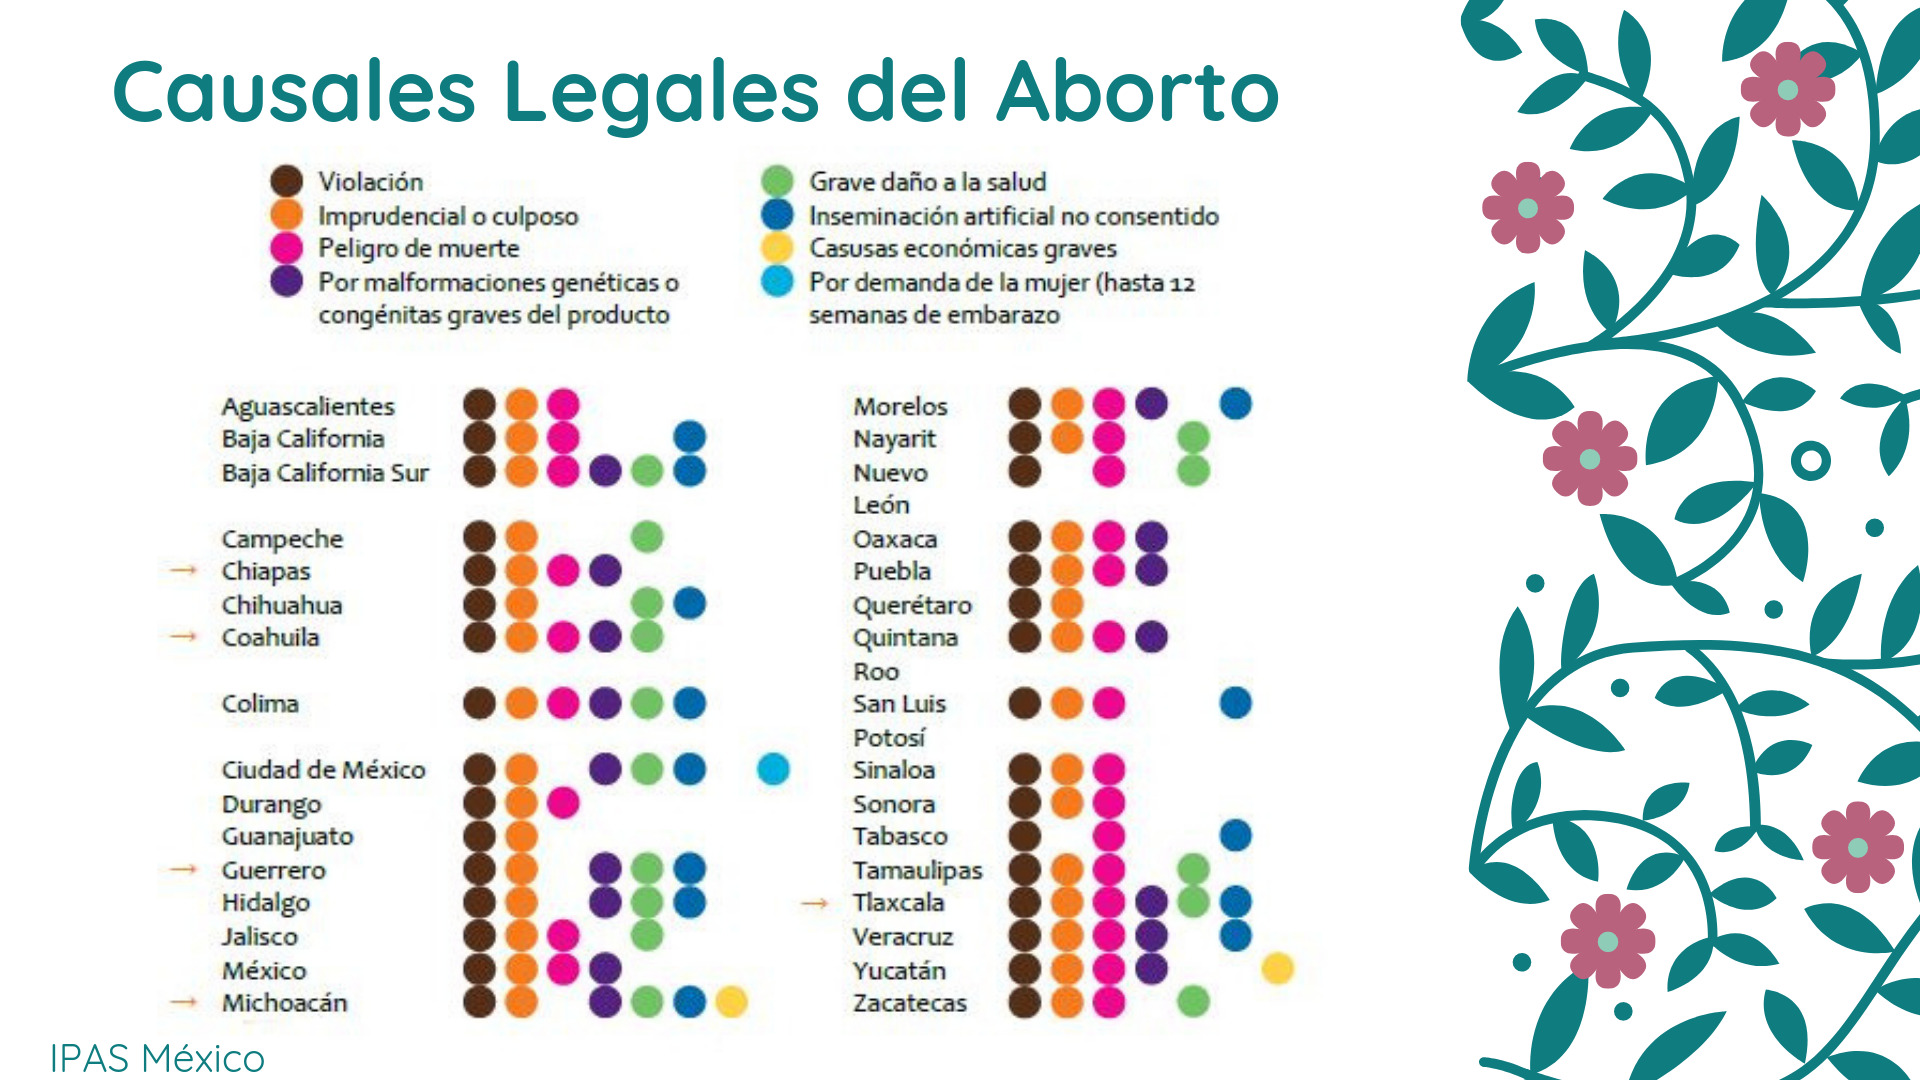 Causales Legales del Aborto
Violación
Imprudencial o culposo
Peligro de muerte
Por malformaciones genéticas o
congénitas graves del producto
Grave daño a la salud
Inseminación artificial no consentido
Casusas económicas graves
Por demanda de la mujer (hasta 12
semanas de embarazo
Aguascalientes
Baja California
Baja California Sur
Campeche
→ Chiapas
Chihuahua
→ Coahuila
Colima
Ciudad de México
Durango
Guanajuato
→ Guerrero
Hidalgo
Jalisco
México
→ Michoacán
Morelos
Nayarit
Nuevo
León
Oaxaca
Puebla
Querétaro
Quintana
Roo
San Luis
Potosí
Sinaloa
Sonora
Tabasco
Tamaulipas
→ Tlaxcala
Veracruz
Yucatán
Zacatecas
IPAS México